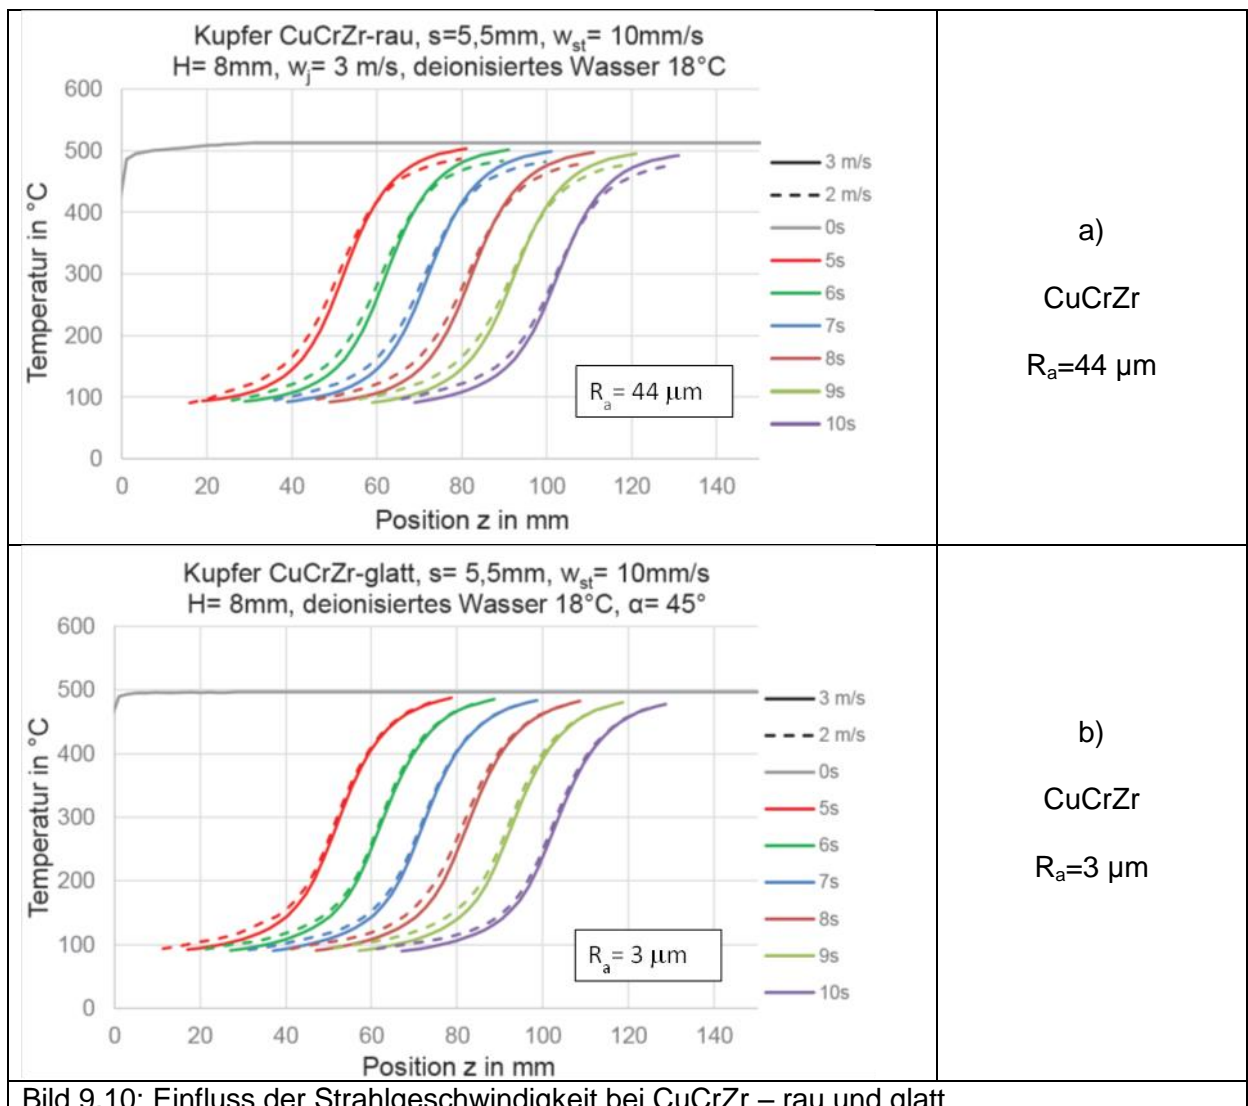 Kupfer CuCrZr-rau, s=5,5mm, wst= 10mm/s
H= 8mm, wj= 3 m/s, deionisiertes Wasser 18°C
600
500
400
300
200
100
0
Temperatur in °C
0 20 40 60 80 100 120 140
Position z in mm
Ra= 44 µm
3 m/s
2 m/s
0s
5s
6s
7s
8s
9s
10s
a)
CuCrZr
Ra=44 µm
Kupfer CuCrZr-glatt, s= 5,5mm, wst= 10mm/s
H= 8mm, deionisiertes Wasser 18°C, α= 45°
600
500
400
300
200
100
0
Temperatur in °C
0 20 40 60 80 100 120 140
Position z in mm
Ra= 3 µm
3 m/s
2 m/s
0s
5s
6s
7s
8s
9s
10s
b)
CuCrZr
Ra=3 µm
Bild 9.10: Einfluss der Strahlgeschwindigkeit bei CuCrZr – rau und glatt